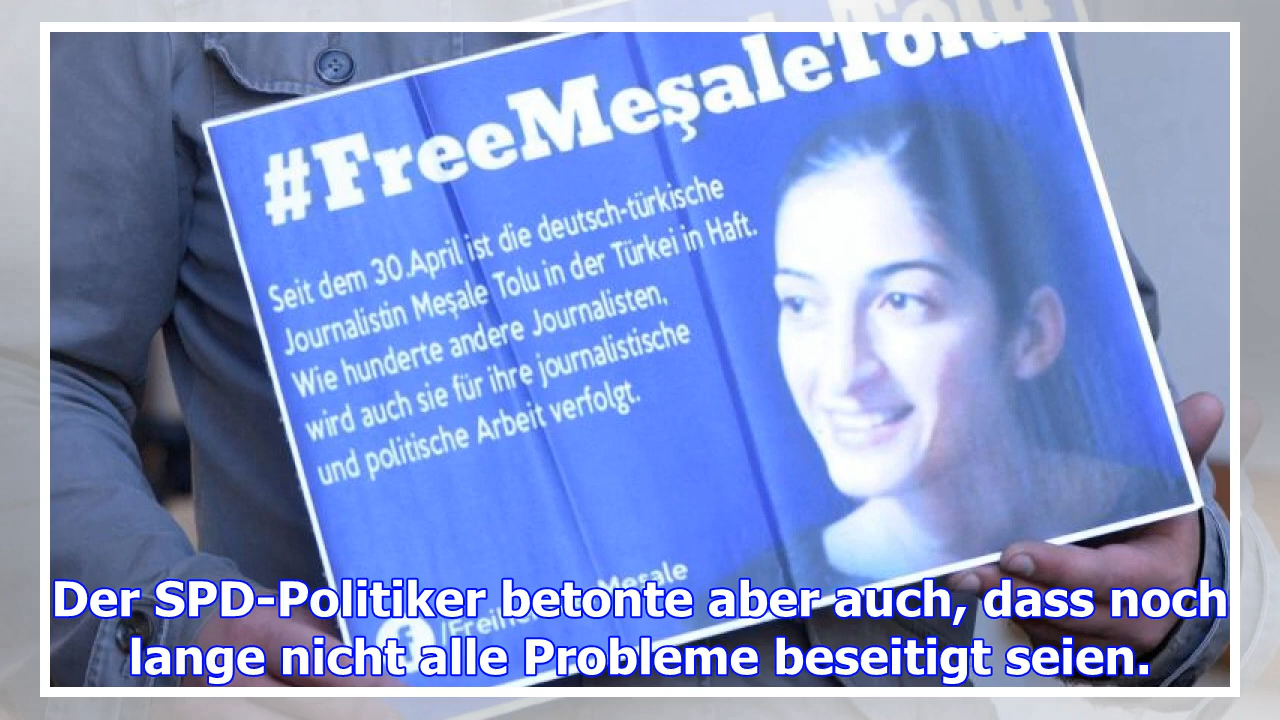 #FreeMeşaleTolu
Seit dem 30.April ist die deutsch-türkische
Journalistin Meşale Tolu in der Türkei in Haft.
Wie hunderte andere Journalisten,
wird auch sie für ihre journalistische
und politische Arbeit verfolgt.
Der SPD-Politiker betonte aber auch, dass noch
lange nicht alle Probleme beseitigt seien.